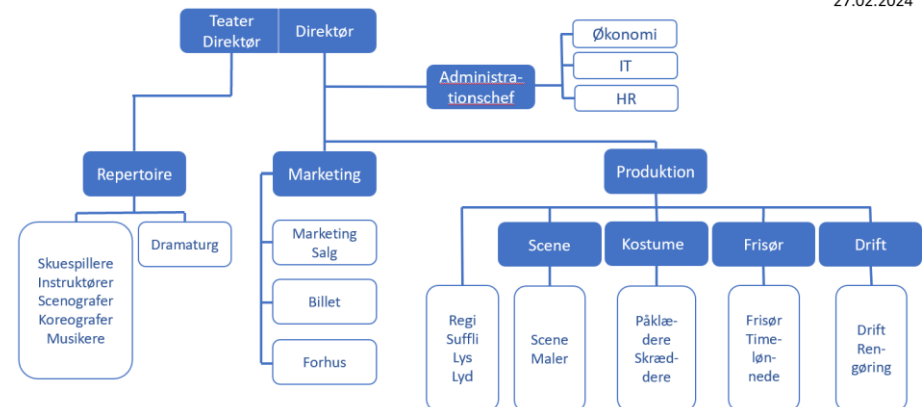 27.02.2024
Teater
Direktør
Direktør
Økonomi
IT
HR
Administra-
tionschef
Repertoire
Marketing
Produktion
Skuespillere
Instruktører
Scenografer
Koreografer
Musikere
Dramaturg
Marketing
Salg
Billet
Forhus
Scene
Kostume
Frisør
Drift
Regi
Suffli
Lys
Lyd
Scene
Maler
Påklæ-
dere
Skræd-
dere
Frisør
Time-
løn-
nede
Drift
Ren-
gøring